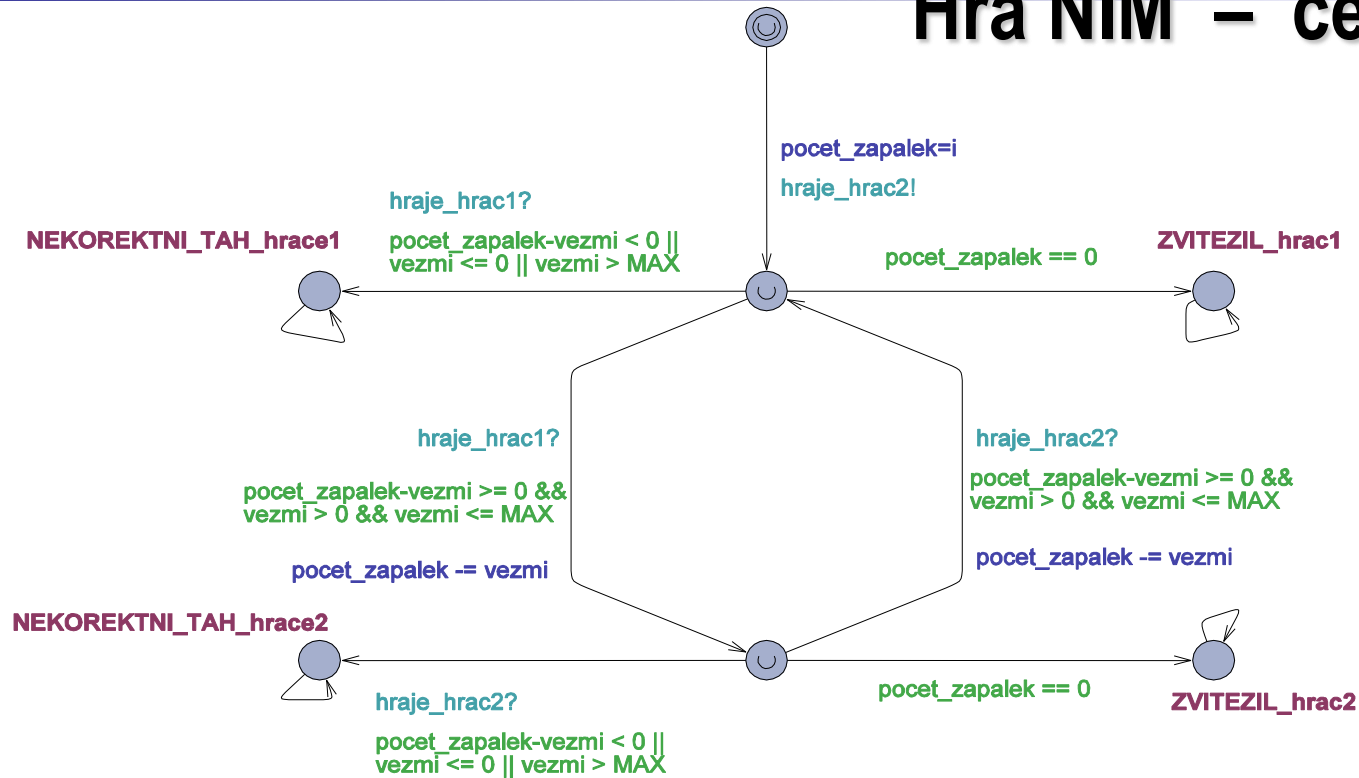 Hra NIM – ce
pocet_zapalek=i
hraje_hrac2!
hraje_hrac1?
pocet_zapalek-vezmi < 0 ||
vezmi <= 0 || vezmi > MAX
NEKOREKTNI_TAH_hrace1
pocet_zapalek == 0
ZVITEZIL_hrac1
hraje_hrac1?
pocet_zapalek-vezmi >= 0 &&
vezmi > 0 && vezmi <= MAX
pocet_zapalek -= vezmi
hraje_hrac2?
pocet_zapalek-vezmi >= 0 &&
vezmi > 0 && vezmi <= MAX
pocet_zapalek -= vezmi
NEKOREKTNI_TAH_hrace2
hraje_hrac2?
pocet_zapalek-vezmi < 0 ||
vezmi <= 0 || vezmi > MAX
pocet_zapalek == 0
ZVITEZIL_hrac2